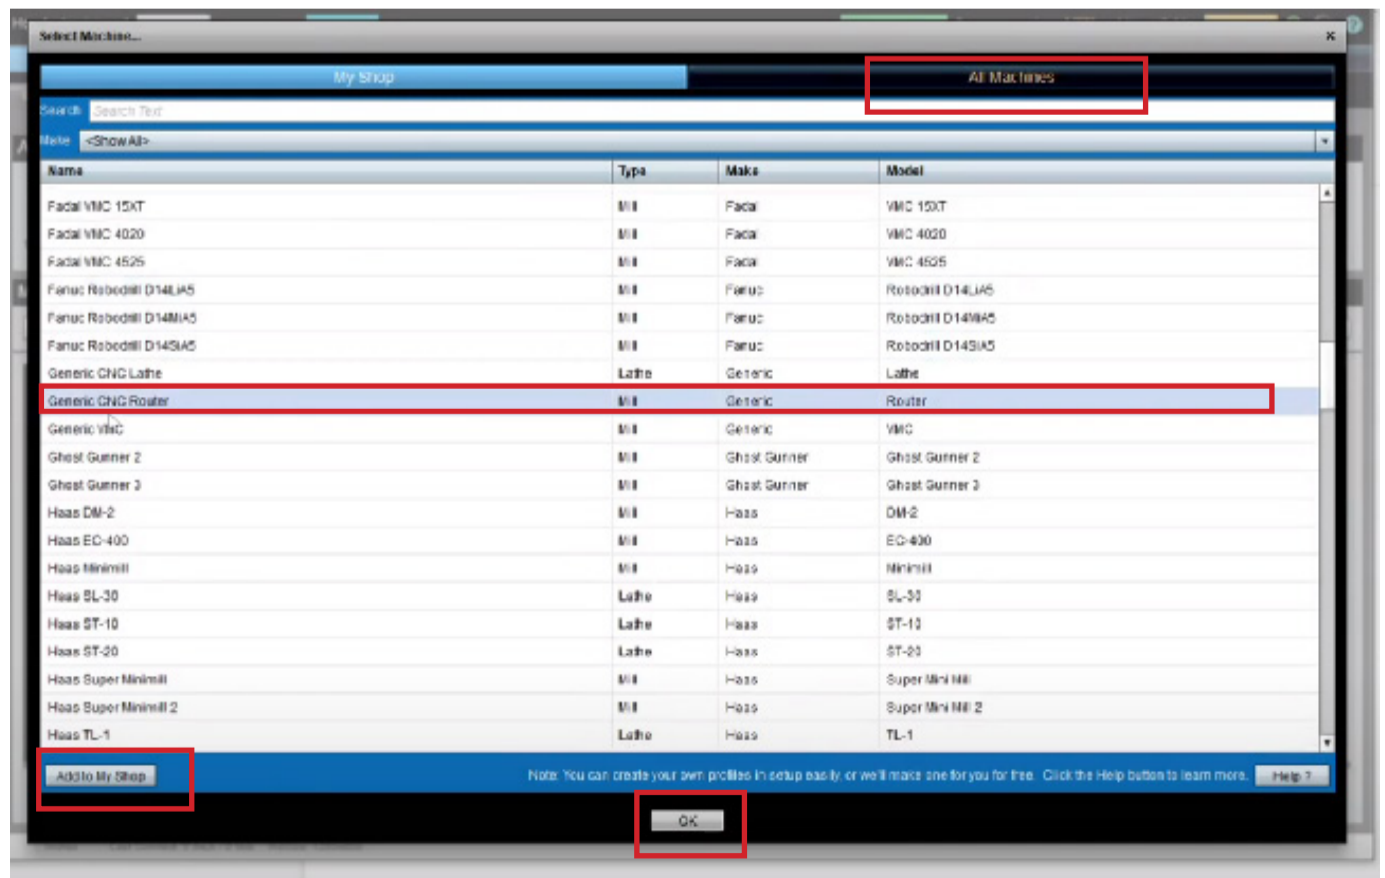 Select Machine...
My Shop All Machines
Search Search Text
Make <Show All>
Name Type Make Model
Fadal VMC 15XT Mill Fadal VMC 15XT
Fadal VMC 4020 Mill Fadal VMC 4020
Fadal VMC 4525 Mill Fadal VMC 4525
Fanuc Robodrill D14LiA5 Mill Fanuc Robodrill D14LiA5
Fanuc Robodrill D14MiA5 Mill Fanuc Robodrill D14MiA5
Fanuc Robodrill D14SiA5 Mill Fanuc Robodrill D14SiA5
Generic CNC Lathe Lathe Generic Lathe
Generic CNC Router Mill Generic Router
Generic VMC Mill Generic VMC
Ghost Gunner 2 Mill Ghost Gunner Ghost Gunner 2
Ghost Gunner 3 Mill Ghost Gunner Ghost Gunner 3
Haas DM-2 Mill Haas DM-2
Haas EC-400 Mill Haas EC-400
Haas Minimill Mill Haas Minimill
Haas SL-30 Lathe Haas SL-30
Haas ST-10 Lathe Haas ST-10
Haas ST-20 Lathe Haas ST-20
Haas Super Minimill Mill Haas Super Mini Mill
Haas Super Minimill 2 Mill Haas Super Mini Mill 2
Haas TL-1 Lathe Haas TL-1
Add to My Shop Note: You can create your own profiles in setup easily, or we'll make one for you for free. Click the Help button to learn more. Help ?
OK